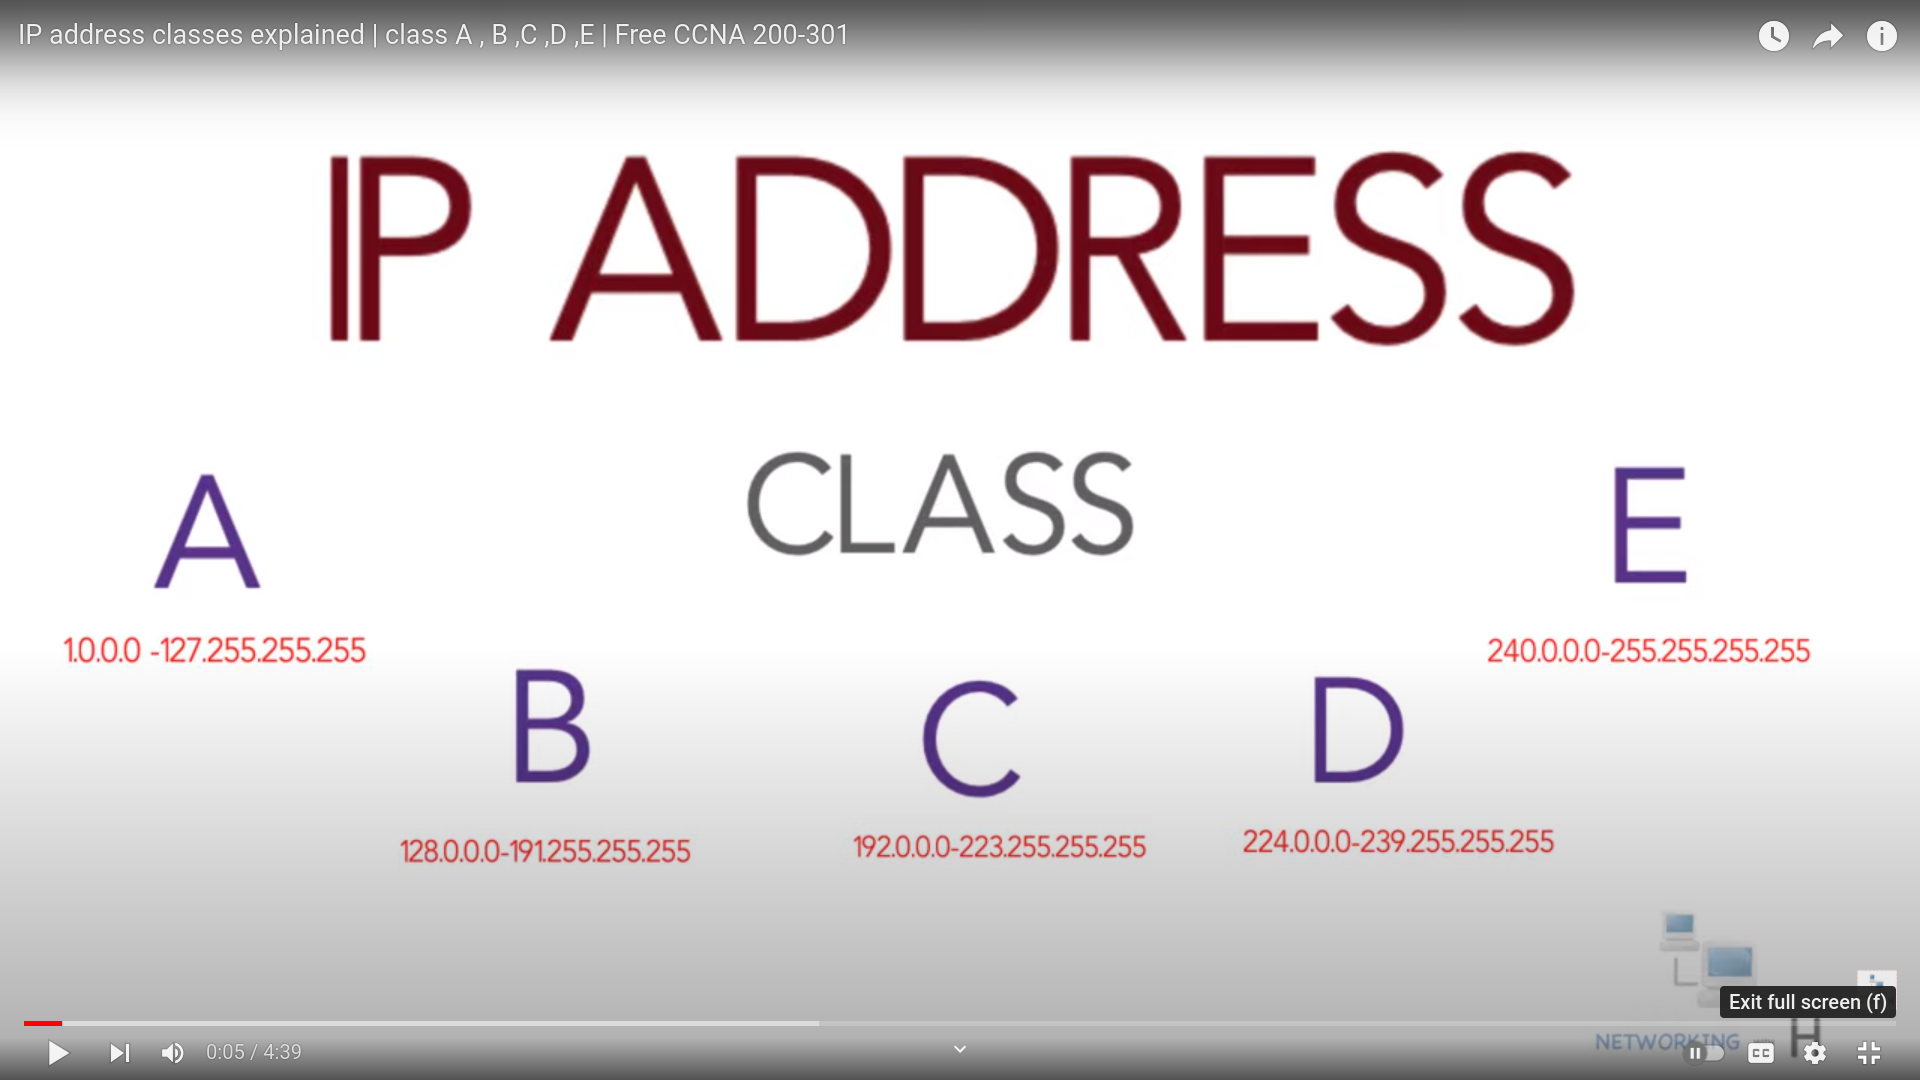 IP address classes explained | class A , B ,C ,D ,E | Free CCNA 200-301
IP ADDRESS
CLASS
A
E
1.0.0.0 -127.255.255.255
240.0.0.0-255.255.255.255
B
C
D
128.0.0.0-191.255.255.255
192.0.0.0-223.255.255.255
224.0.0.0-239.255.255.255
Exit full screen (f)
NETWORKING
H
0:05 / 4:39
CC